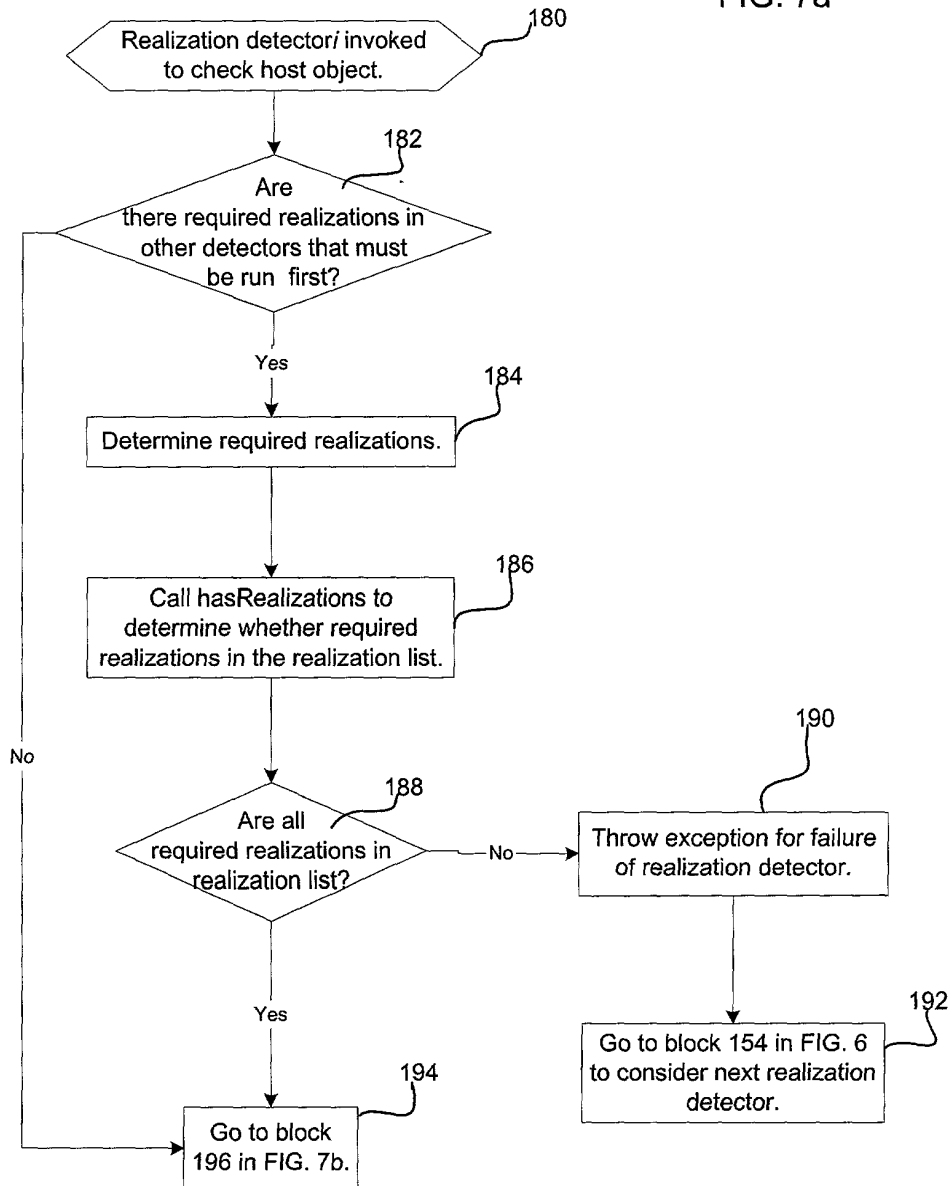 FIG. 7a
180
Realization detector i invoked
to check host object.
182
Are
there required realizations in
other detectors that must
be run first?
Yes
184
Determine required realizations.
186
Call hasRealizations to
determine whether required
realizations in the realization list.
No
188
Are all
required realizations in
realization list?
No
190
Throw exception for failure
of realization detector.
Yes
192
Go to block 154 in FIG. 6
to consider next realization
detector.
194
Go to block
196 in FIG. 7b.